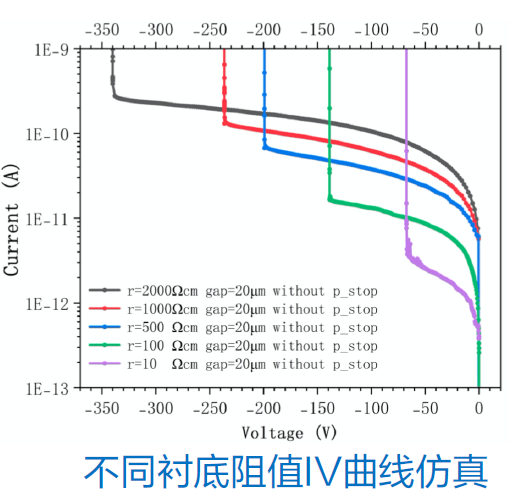 -350 -300 -250 -200 -150 -100 -50 0
1E-9
1E-10
1E-11
1E-12
1E-13
Current (A)
r=2000Ωcm gap=20μm without p_stop
r=1000Ωcm gap=20μm without p_stop
r=500 Ωcm gap=20μm without p_stop
r=100 Ωcm gap=20μm without p_stop
r=10 Ωcm gap=20μm without p_stop
-350 -300 -250 -200 -150 -100 -50 0
Voltage (V)
不同衬底阻值IV曲线仿真